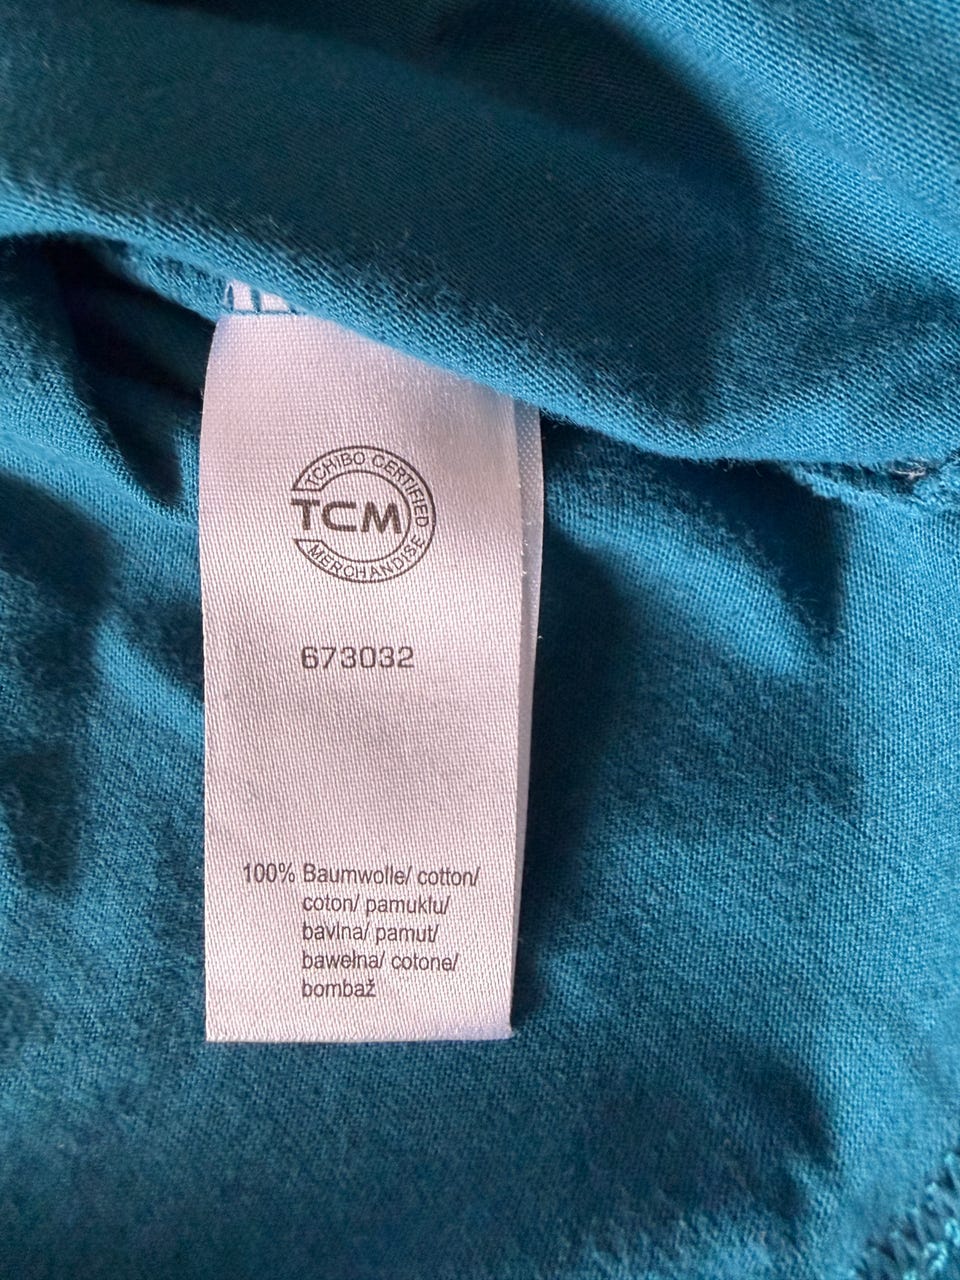 TCHIBO CERTIFIED
TCM
MERCHANDISE
673032
100% Baumwolle/ cotton/
coton/ pamuklu/
bavlna/ pamut/
bawełna/ cotone/
bombaž